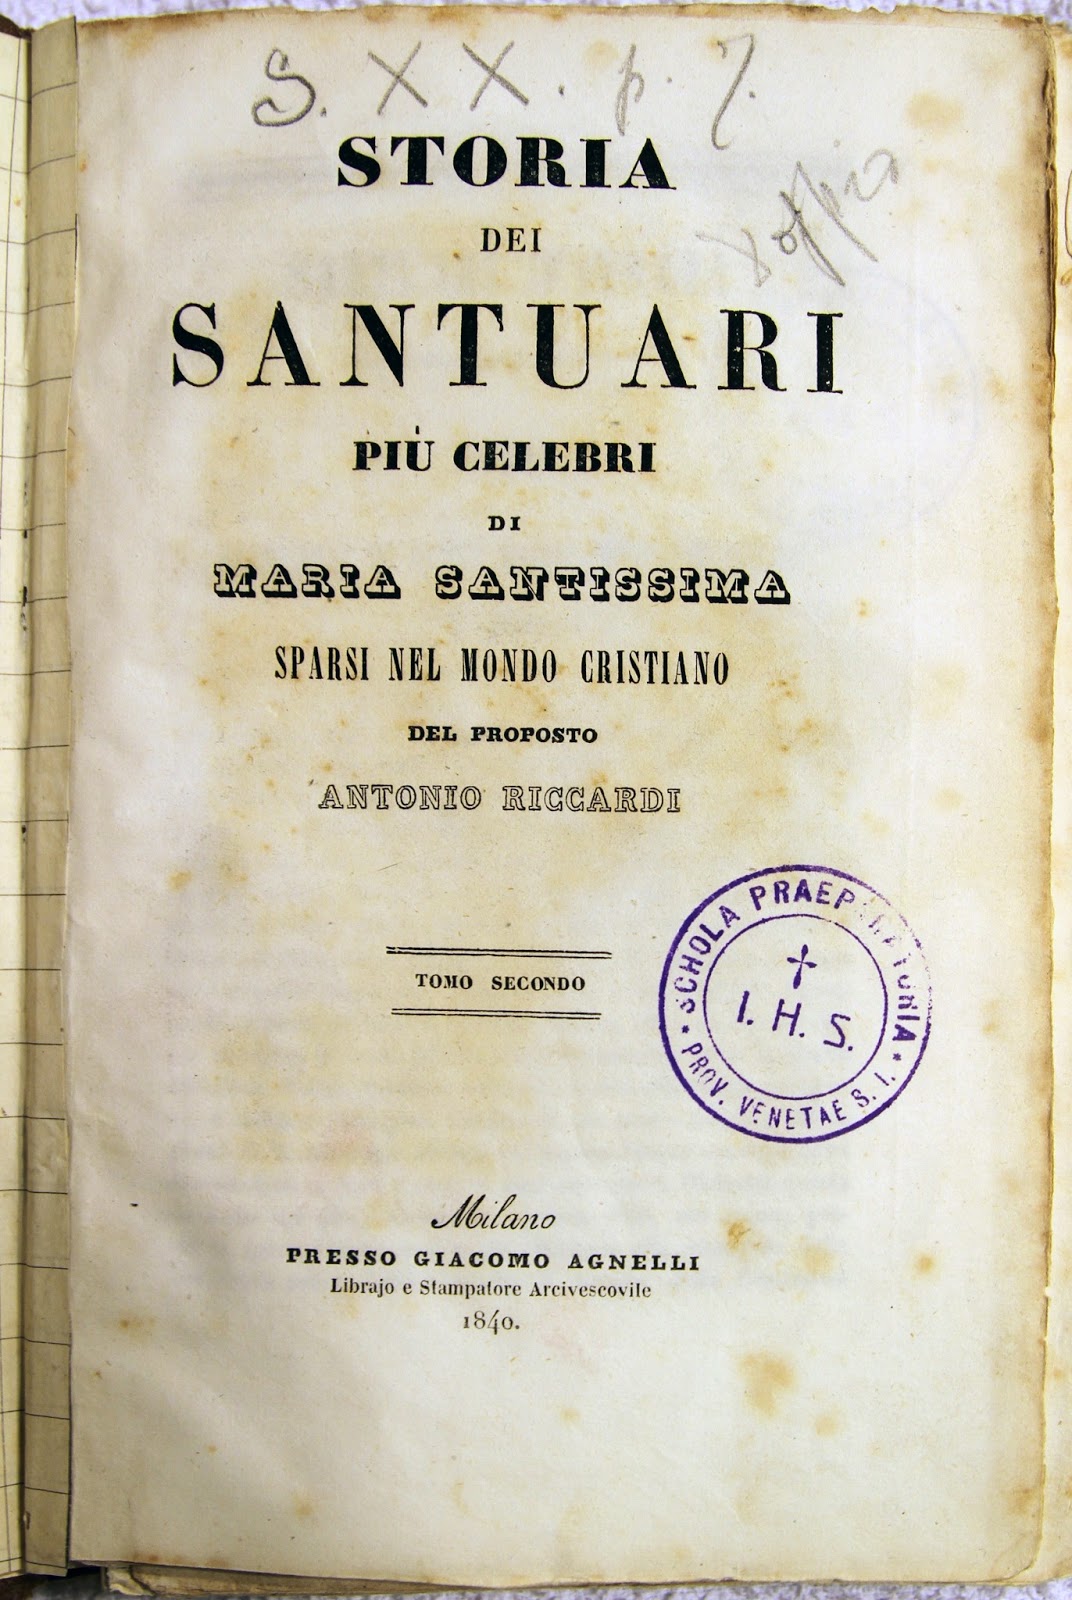 S. XX. p. 7.
STORIA
DEI
SANTUARI
PIÙ CELEBRI
DI
MARIA SANTISSIMA
SPARSI NEL MONDO CRISTIANO
DEL PROPOSTO
ANTONIO RICCARDI
TOMO SECONDO
SCHOLA PRAEPARATORIA
* PROV. VENETAE S. I. *
I. H. S.
Milano
PRESSO GIACOMO AGNELLI
Librajo e Stampatore Arcivescovile
1840.